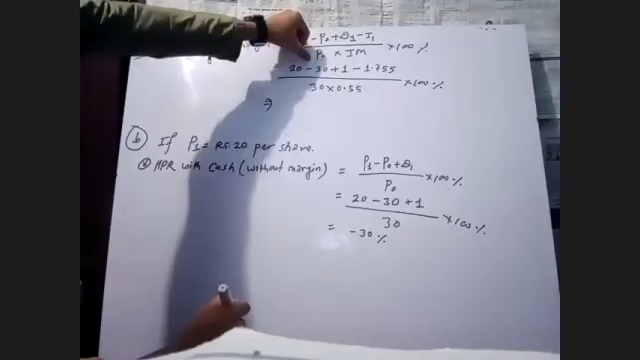 - P₀ + D₁ - I₁ × 100 %
P₀ × IM
20 - 30 + 1 - 1.755 × 100 %
30 × 0.55
⇒
(b) If P₁ = Rs 20 per share.
HPR with cash (without margin) = P₁ - P₀ + D₁ × 100 %
P₀
= 20 - 30 + 1 × 100 %
30
= -30 %